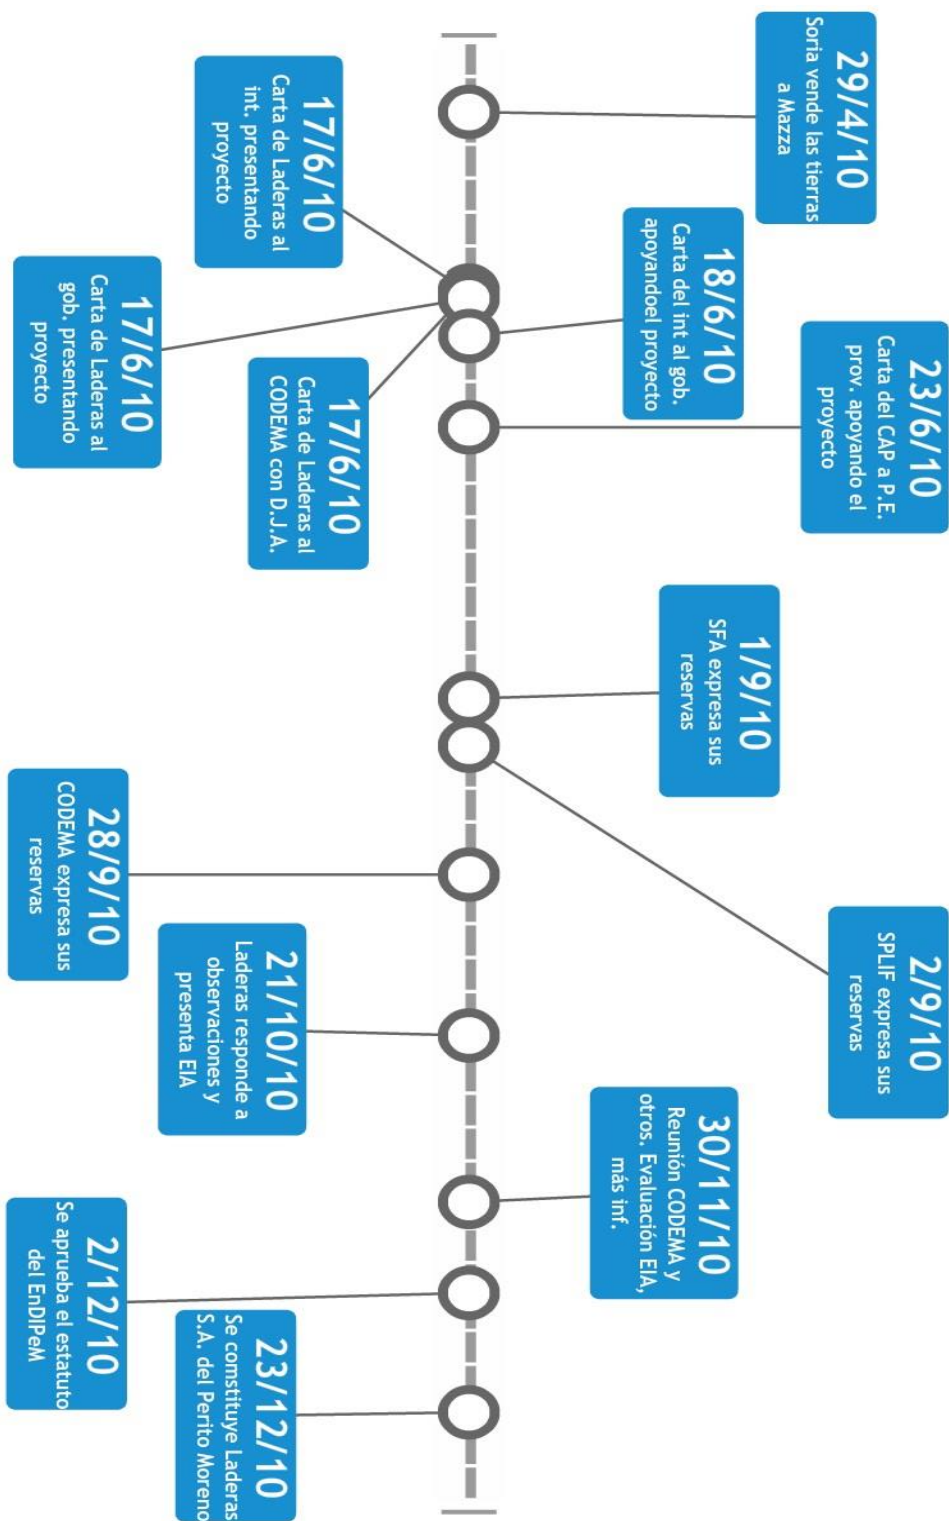 29/4/10
Soria vende las tierras
a Mazza
17/6/10
Carta de Laderas al
int. presentando
proyecto
17/6/10
Carta de Laderas al
gob. presentando
proyecto
17/6/10
Carta de Laderas al
CODEMA con D.J.A.
18/6/10
Carta del int al gob.
apoyandoel proyecto
23/6/10
Carta del CAP a P.E.
prov. apoyando el
proyecto
1/9/10
SFA expresa sus
reservas
2/9/10
SPLIF expresa sus
reservas
28/9/10
CODEMA expresa sus
reservas
21/10/10
Laderas responde a
observaciones y
presenta EIA
30/11/10
Reunión CODEMA y
otros. Evaluación EIA,
más inf.
2/12/10
Se aprueba el estatuto
del EnDIPeM
23/12/10
Se comstituye Laderas
S.A. del Perito Moreno